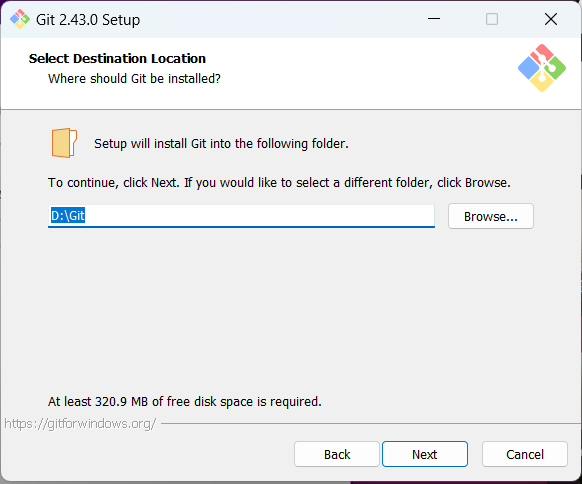 Git 2.43.0 Setup
Select Destination Location
Where should Git be installed?
Setup will install Git into the following folder.
To continue, click Next. If you would like to select a different folder, click Browse.
D:\Git
Browse...
At least 320.9 MB of free disk space is required.
https://gitforwindows.org/
Back
Next
Cancel